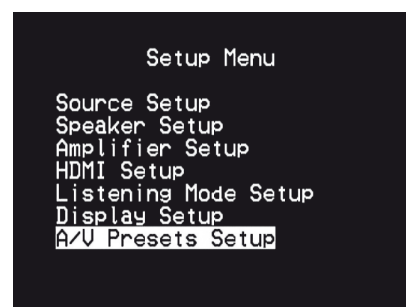 Setup Menu
Source Setup
Speaker Setup
Amplifier Setup
HDMI Setup
Listening Mode Setup
Display Setup
A/V Presets Setup